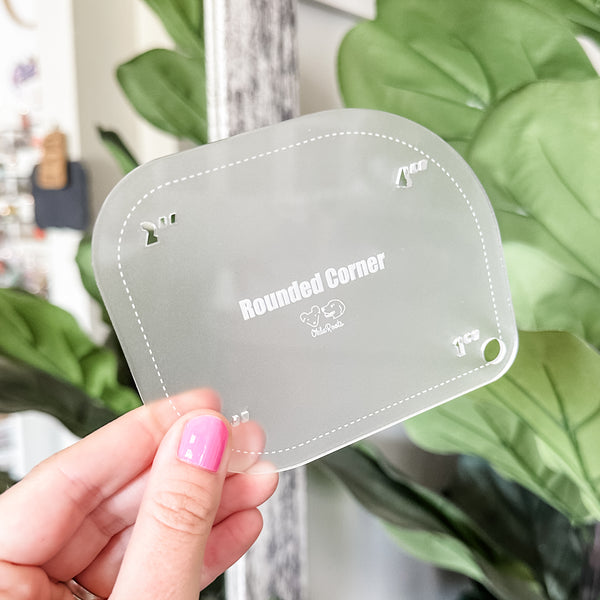 2"
4"
Rounded Corner
1"